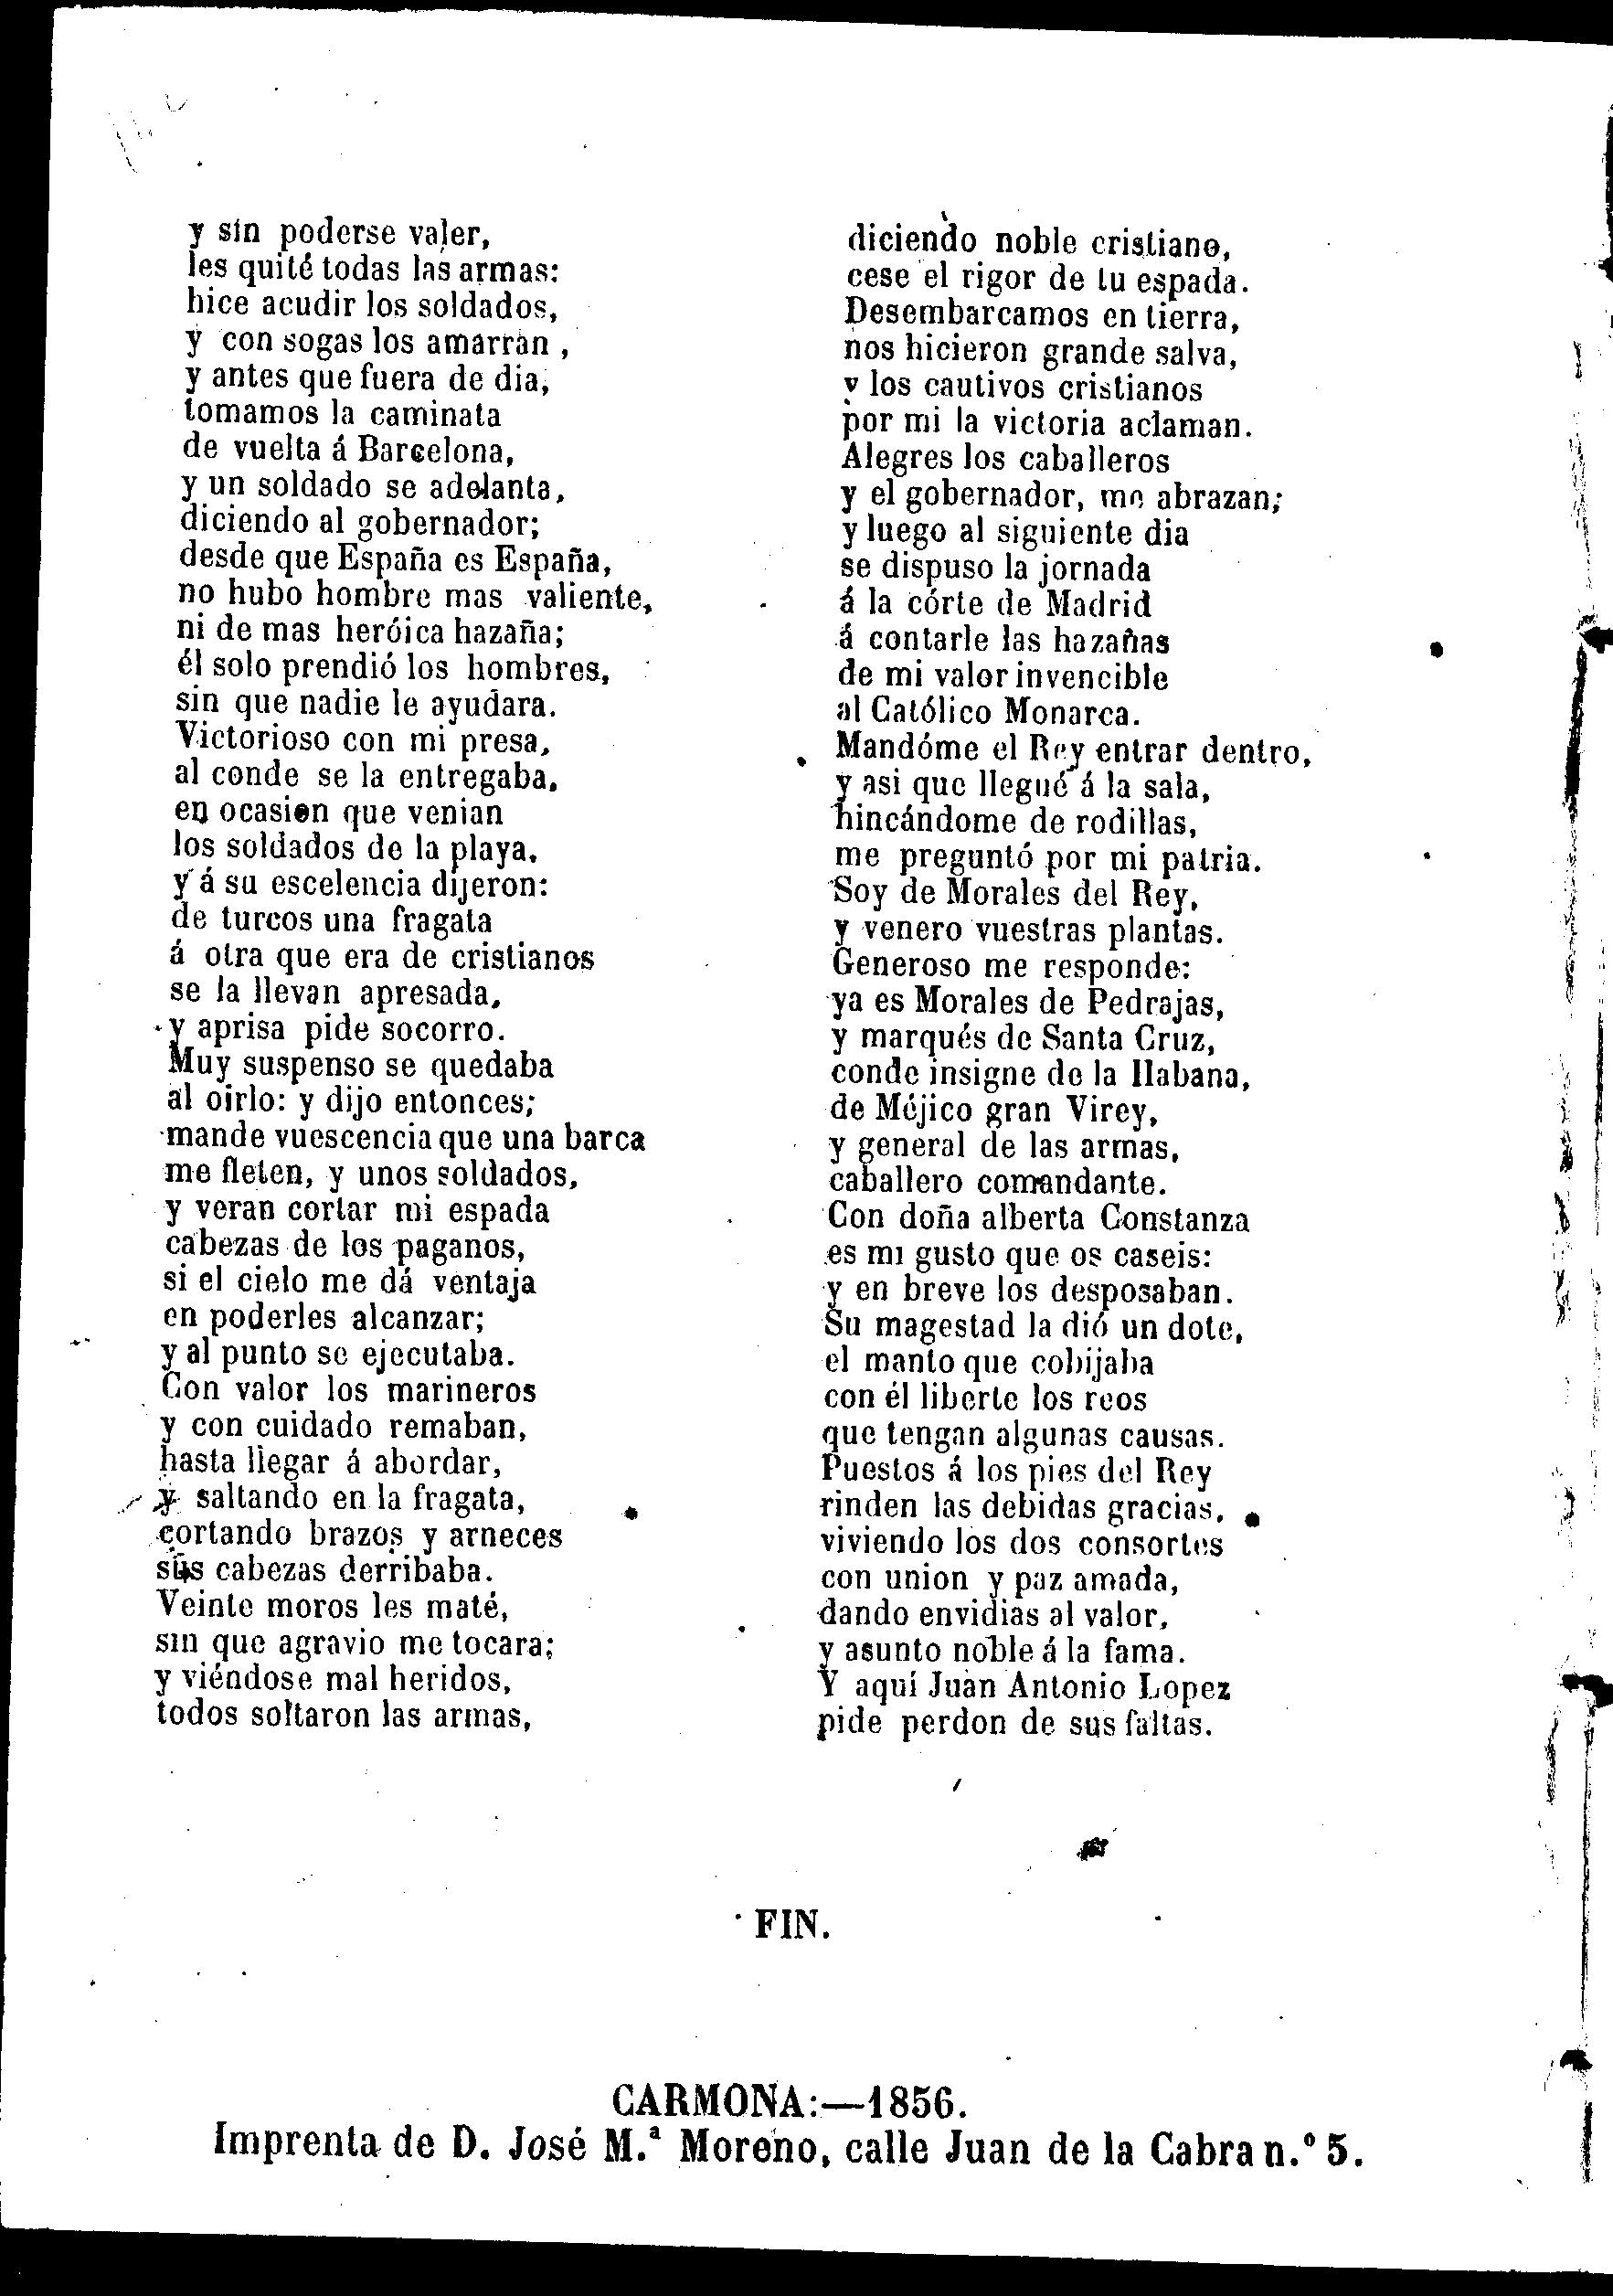 y sin poderse valer,
les quité todas las armas:
hice acudir los soldados,
y con sogas los amarran,
y antes que fuera de dia,
tomamos la caminata
de vuelta á Barcelona,
y un soldado se adelanta,
diciendo al gobernador;
desde que España es España,
no hubo hombre mas valiente,
ni de mas heróica hazaña;
él solo prendió los hombres,
sin que nadie le ayudara.
Victorioso con mi presa,
al conde se la entregaba,
en ocasion que venian
los soldados de la playa,
y á su escelencia dijeron:
de turcos una fragata
á otra que era de cristianos
se la llevan apresada,
y aprisa pide socorro.
Muy suspenso se quedaba
al oirlo: y dijo entonces;
mande vuescencia que una barca
me fleten, y unos soldados,
y veran cortar mi espada
cabezas de los paganos,
si el cielo me dá ventaja
en poderles alcanzar;
y al punto se ejecutaba.
Con valor los marineros
y con cuidado remaban,
hasta llegar á abordar,
y saltando en la fragata,
cortando brazos y arneces
sus cabezas derribaba.
Veinte moros les maté,
sin que agravio me tocara;
y viéndose mal heridos,
todos soltaron las armas,
diciendo noble cristiano,
cese el rigor de tu espada.
Desembarcamos en tierra,
nos hicieron grande salva,
y los cautivos cristianos
por mi la victoria aclaman.
Alegres los caballeros
y el gobernador, me abrazan;
y luego al siguiente dia
se dispuso la jornada
á la córte de Madrid
á contarle las hazañas
de mi valor invencible
al Católico Monarca.
Mandóme el Rey entrar dentro,
y asi que llegué á la sala,
hincándome de rodillas,
me preguntó por mi patria.
Soy de Morales del Rey,
y venero vuestras plantas.
Generoso me responde:
ya es Morales de Pedrajas,
y marqués de Santa Cruz,
conde insigne de la Habana,
de Méjico gran Virey,
y general de las armas,
caballero comandante.
Con doña alberta Constanza
es mi gusto que os caseis:
y en breve los desposaban.
Su magestad la dió un dote,
el manto que cobijaba
con él liberte los reos
que tengan algunas causas.
Puestos á los pies del Rey
rinden las debidas gracias,
viviendo los dos consortes
con union y paz amada,
dando envidias al valor,
y asunto noble á la fama.
Y aquí Juan Antonio Lopez
pide perdon de sus faltas.
FIN.
CARMONA:—1856.
Imprenta de D. José M.ª Moreno, calle Juan de la Cabra n.º 5.